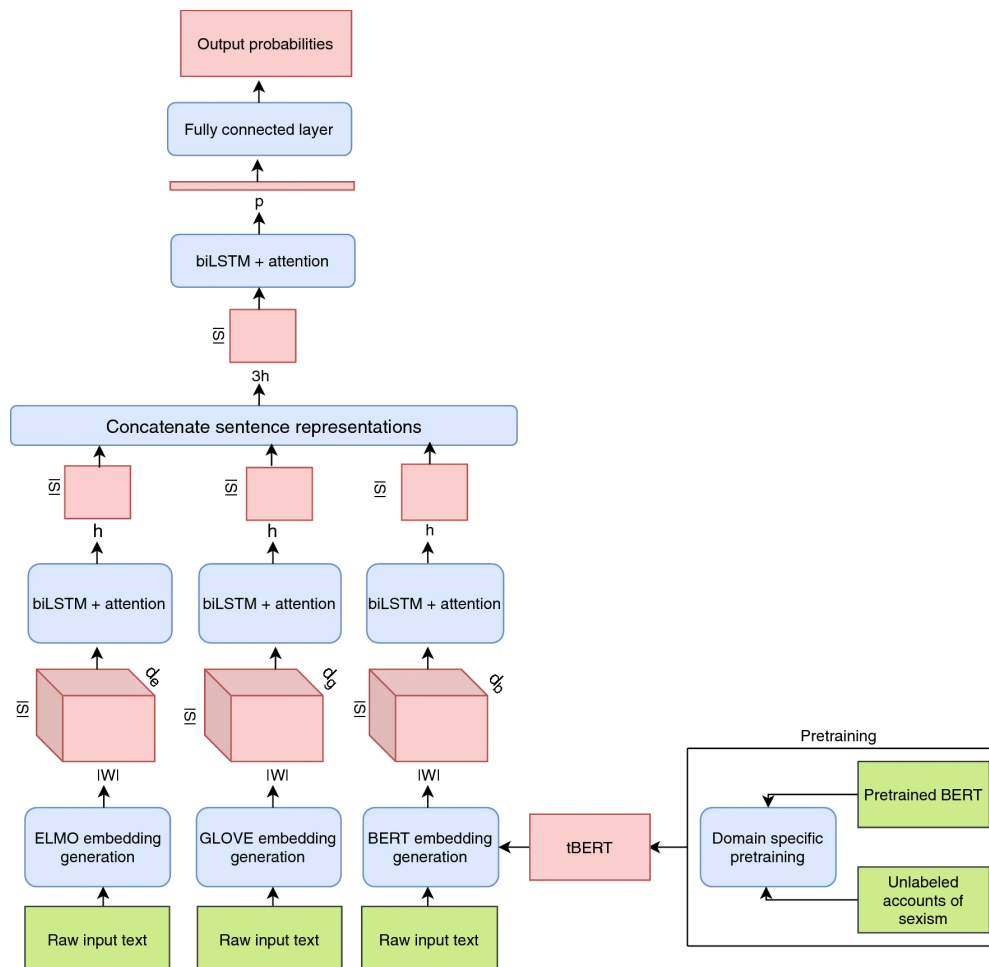 Output probabilities
Fully connected layer
p
biLSTM + attention
|S|
3h
Concatenate sentence representations
|S|
|S|
|S|
h
h
h
biLSTM + attention
biLSTM + attention
biLSTM + attention
de
dg
db
|S|
|S|
|S|
|W|
|W|
|W|
Pretraining
Pretrained BERT
ELMO embedding
generation
GLOVE embedding
generation
BERT embedding
generation
tBERT
Domain specific
pretraining
Unlabeled
accounts of
sexism
Raw input text
Raw input text
Raw input text